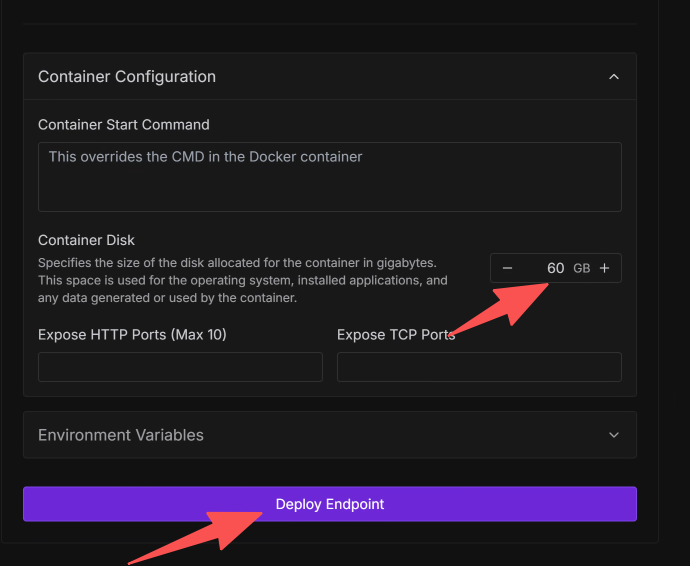 Container Configuration
Container Start Command
This overrides the CMD in the Docker container
Container Disk
Specifies the size of the disk allocated for the container in gigabytes.
This space is used for the operating system, installed applications, and
any data generated or used by the container.
− 60 GB +
Expose HTTP Ports (Max 10)
Expose TCP Ports
Environment Variables
Deploy Endpoint